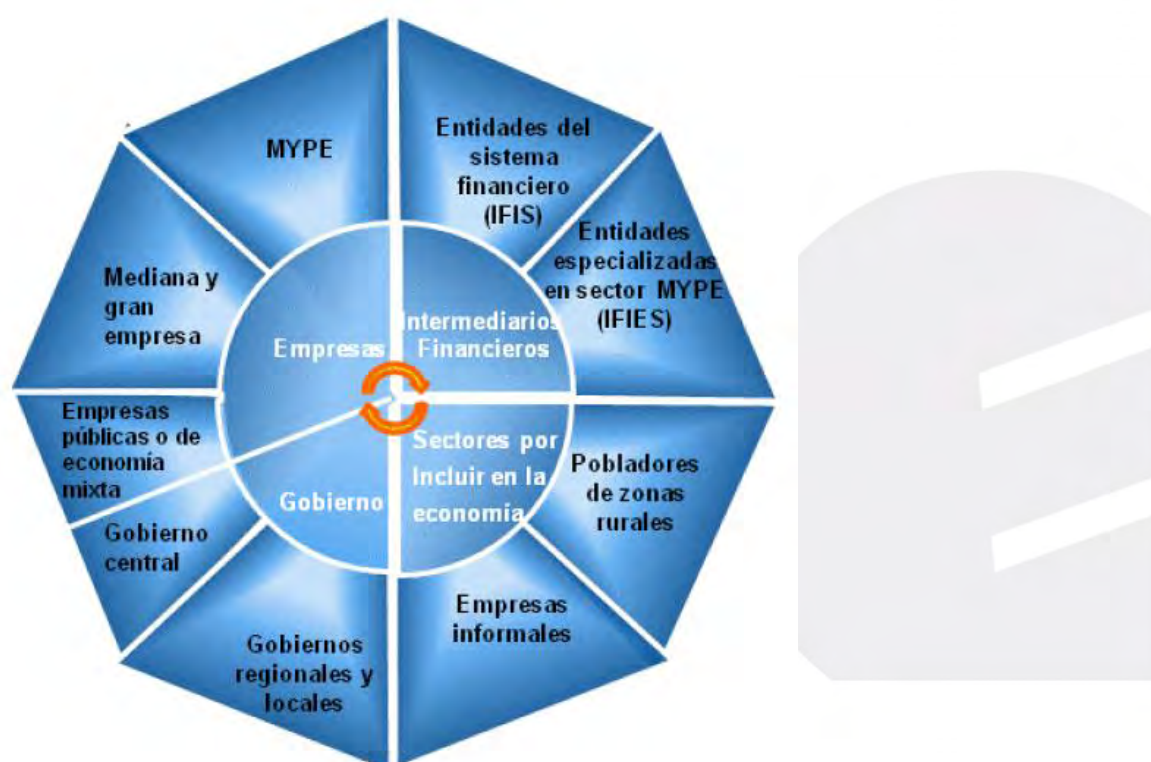 MYPE
Entidades del
sistema
financiero
(IFIS)
Entidades
especializadas
en sector MYPE
(IFIES)
Mediana y
gran
empresa
Empresas
Intermediarios
Financieros
Empresas
públicas o de
economía
mixta
Gobierno
central
Gobierno
Sectores por
Incluir en la
economía
Pobladores
de zonas
rurales
Gobiernos
regionales y
locales
Empresas
informales